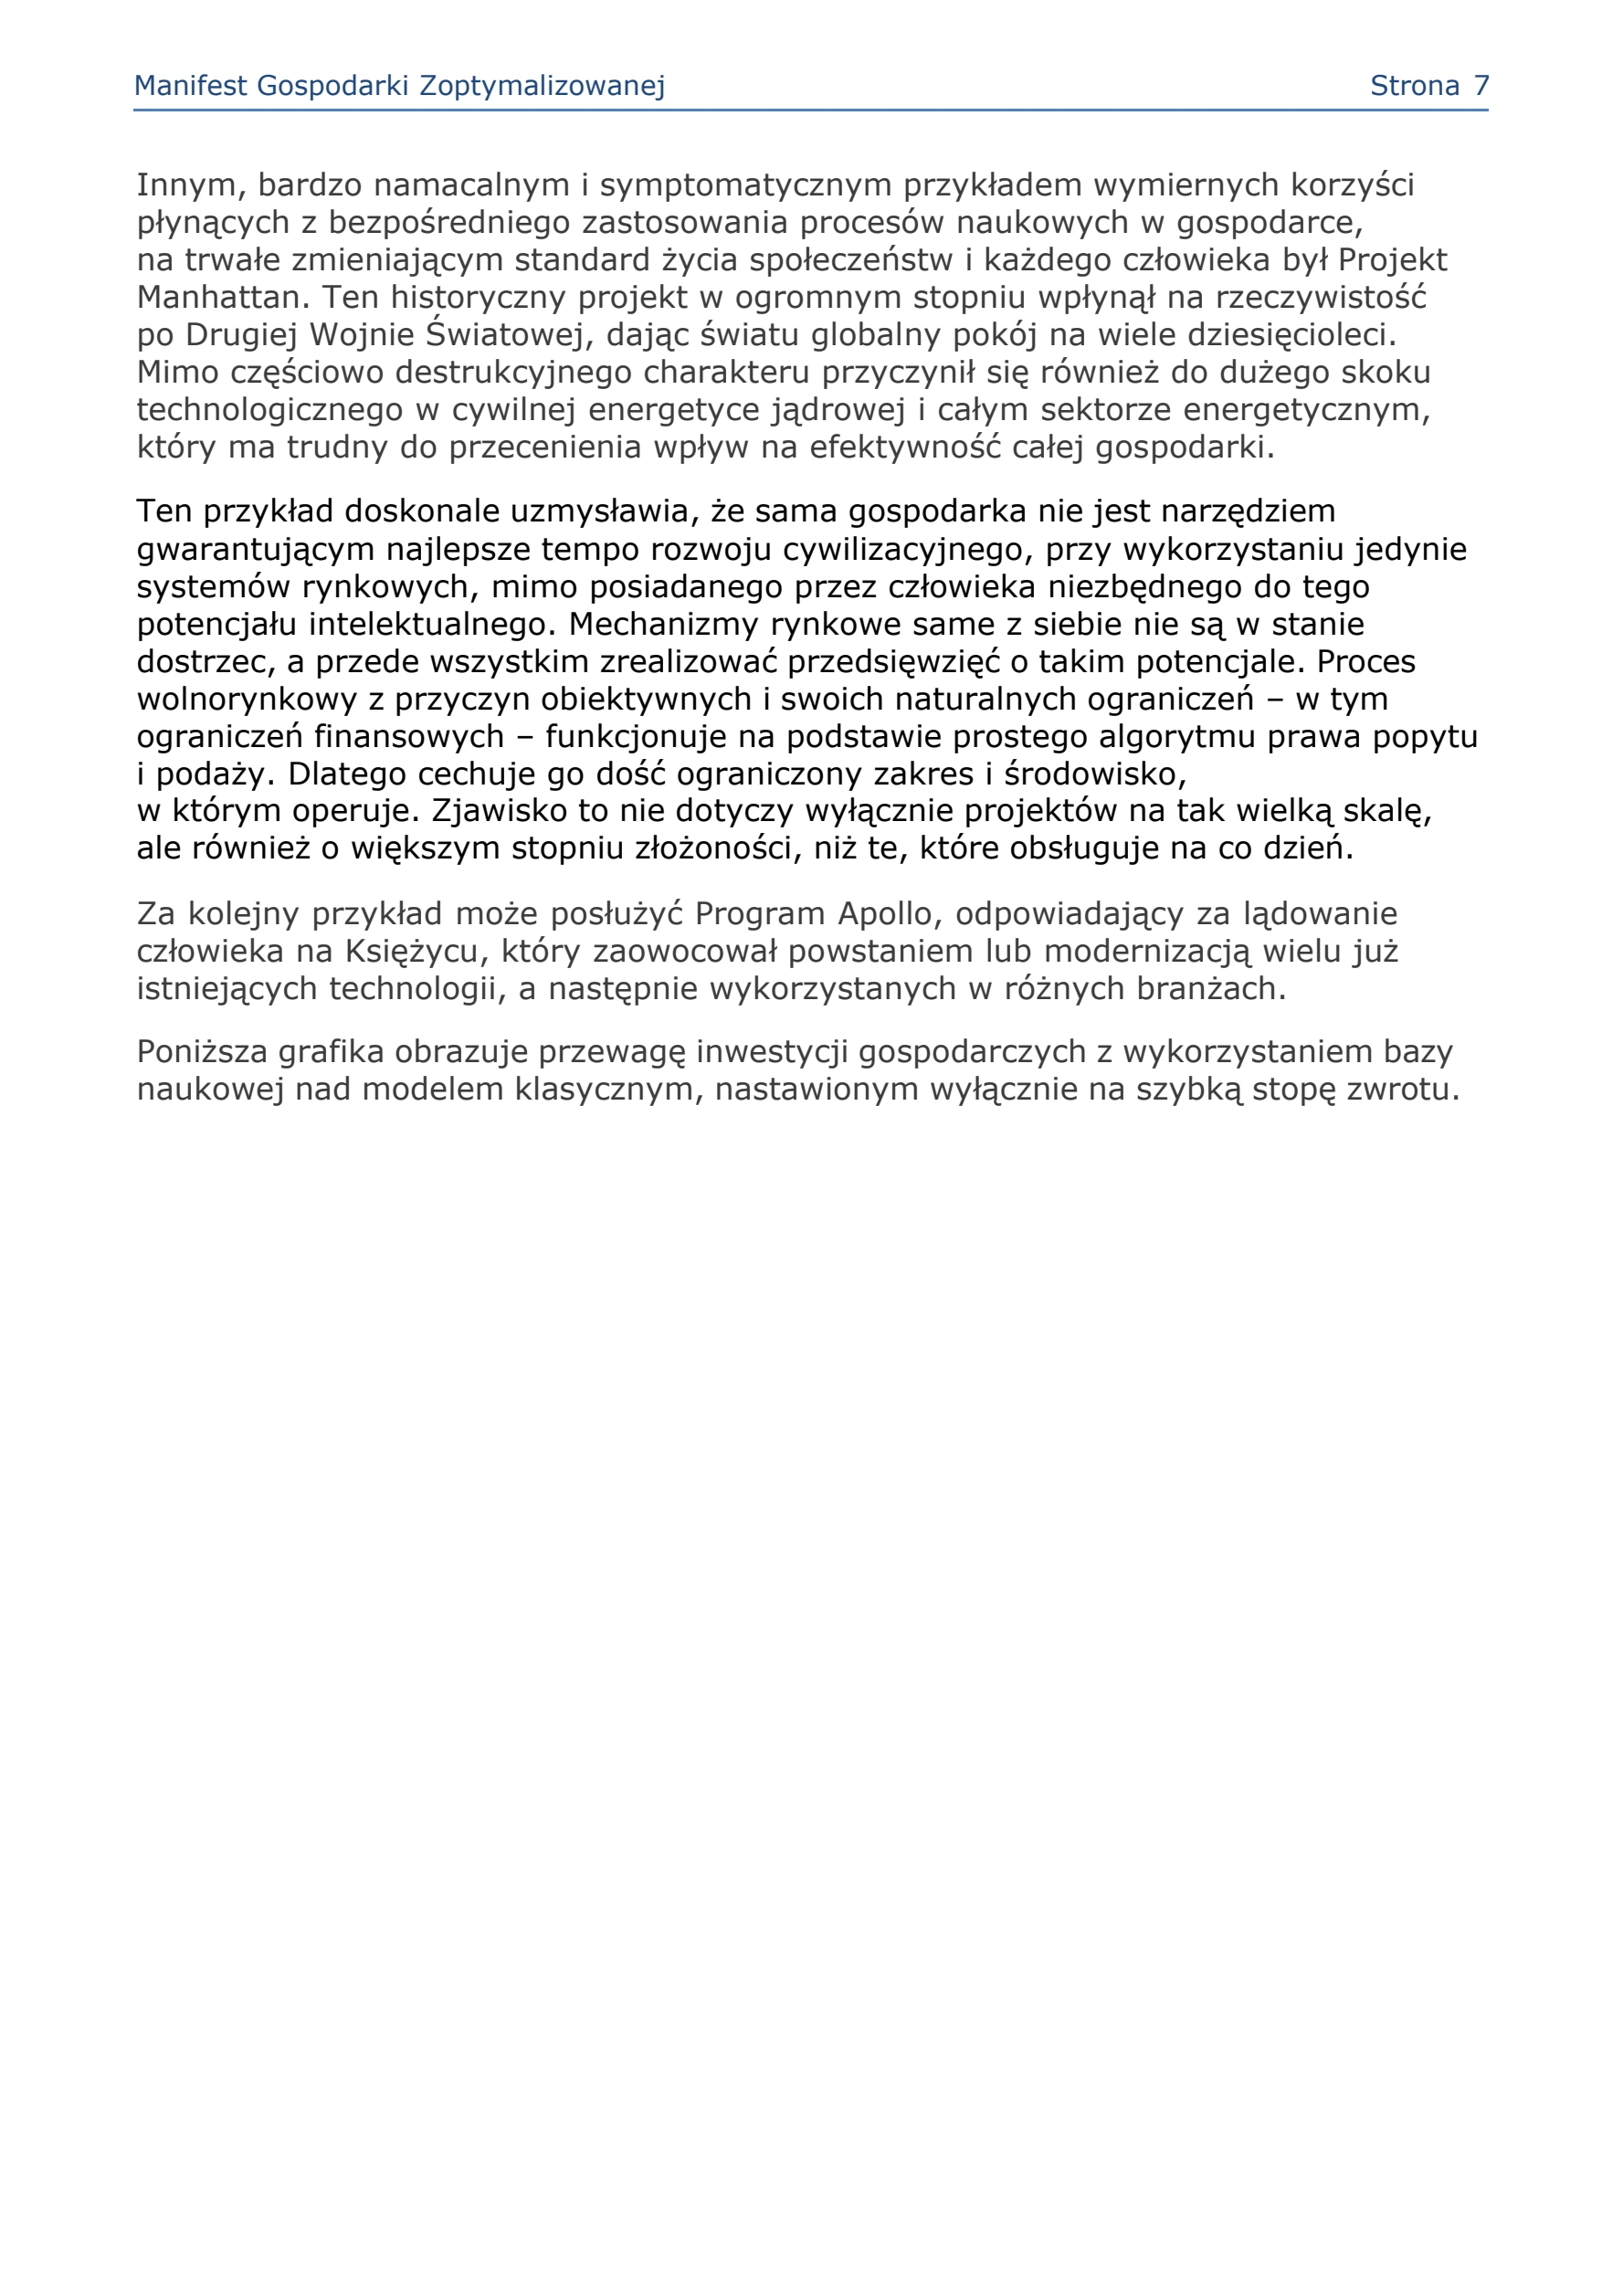 Manifest Gospodarki Zoptymalizowanej Strona 7
Innym, bardzo namacalnym i symptomatycznym przykładem wymiernych korzyści
płynących z bezpośredniego zastosowania procesów naukowych w gospodarce,
na trwałe zmieniającym standard życia społeczeństw i każdego człowieka był Projekt
Manhattan. Ten historyczny projekt w ogromnym stopniu wpłynął na rzeczywistość
po Drugiej Wojnie Światowej, dając światu globalny pokój na wiele dziesięcioleci.
Mimo częściowo destrukcyjnego charakteru przyczynił się również do dużego skoku
technologicznego w cywilnej energetyce jądrowej i całym sektorze energetycznym,
który ma trudny do przecenienia wpływ na efektywność całej gospodarki.
Ten przykład doskonale uzmysławia, że sama gospodarka nie jest narzędziem
gwarantującym najlepsze tempo rozwoju cywilizacyjnego, przy wykorzystaniu jedynie
systemów rynkowych, mimo posiadanego przez człowieka niezbędnego do tego
potencjału intelektualnego. Mechanizmy rynkowe same z siebie nie są w stanie
dostrzec, a przede wszystkim zrealizować przedsięwzięć o takim potencjale. Proces
wolnorynkowy z przyczyn obiektywnych i swoich naturalnych ograniczeń – w tym
ograniczeń finansowych – funkcjonuje na podstawie prostego algorytmu prawa popytu
i podaży. Dlatego cechuje go dość ograniczony zakres i środowisko,
w którym operuje. Zjawisko to nie dotyczy wyłącznie projektów na tak wielką skalę,
ale również o większym stopniu złożoności, niż te, które obsługuje na co dzień.
Za kolejny przykład może posłużyć Program Apollo, odpowiadający za lądowanie
człowieka na Księżycu, który zaowocował powstaniem lub modernizacją wielu już
istniejących technologii, a następnie wykorzystanych w różnych branżach.
Poniższa grafika obrazuje przewagę inwestycji gospodarczych z wykorzystaniem bazy
naukowej nad modelem klasycznym, nastawionym wyłącznie na szybką stopę zwrotu.